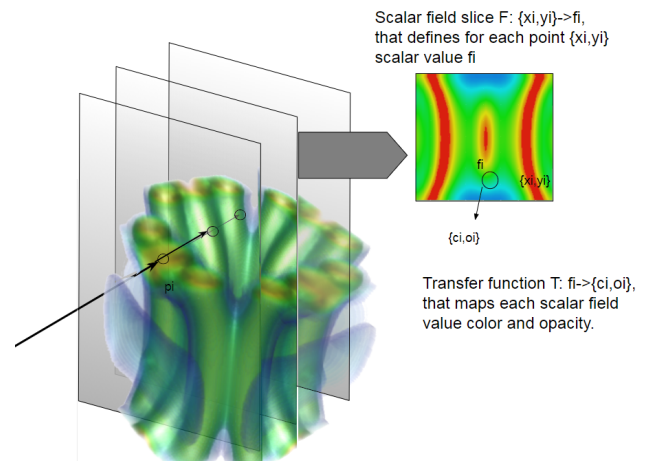 Scalar field slice F: {xi,yi}->fi,
that defines for each point {xi,yi}
scalar value fi
fi
{xi,yi}
{ci,oi}
pi
Transfer function T: fi->{ci,oi},
that maps each scalar field
value color and opacity.